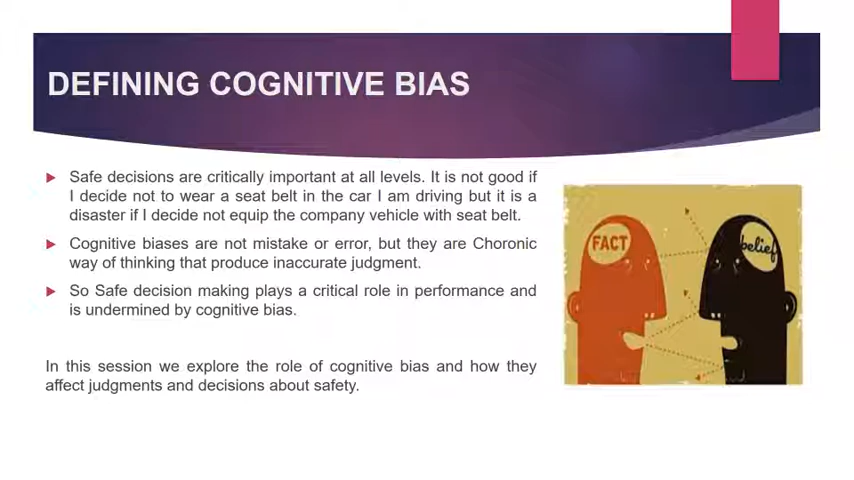 DEFINING COGNITIVE BIAS
Safe decisions are critically important at all levels. It is not good if
I decide not to wear a seat belt in the car I am driving but it is a
disaster if I decide not equip the company vehicle with seat belt.
Cognitive biases are not mistake or error, but they are Choronic
way of thinking that produce inaccurate judgment.
So Safe decision making plays a critical role in performance and
is undermined by cognitive bias.
In this session we explore the role of cognitive bias and how they
affect judgments and decisions about safety.
FACT
belief